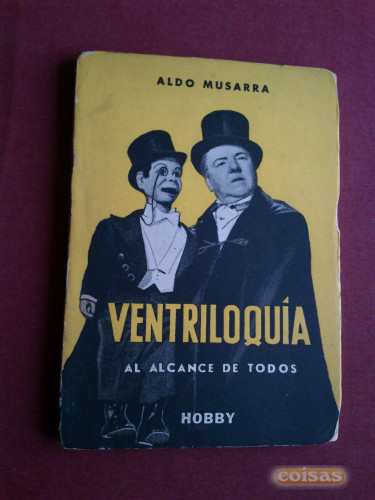 ALDO MUSARRA
VENTRILOQUÍA
AL ALCANCE DE TODOS
HOBBY
coisas